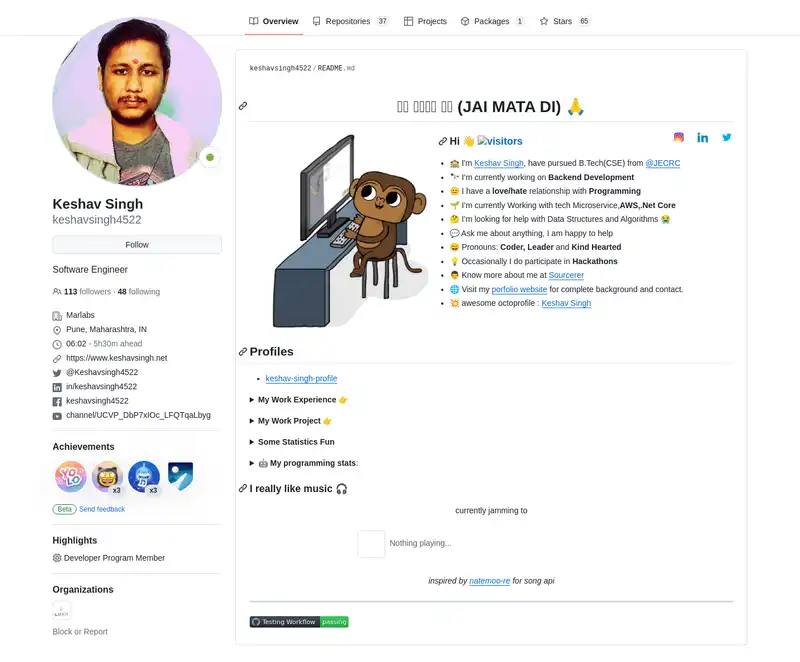 Overview
Repositories 37
Projects
Packages 1
Stars 65
keshavsingh4522/README.md
(JAI MATA DI) 🙏
Hi 👋 visitors
🏫 I'm Keshav Singh, have pursued B.Tech(CSE) from @JECRC
🔭 I'm currently working on Backend Development
😐 I have a love/hate relationship with Programming
🌱 I'm currently Working with tech Microservice,AWS,.Net Core
🤔 I'm looking for help with Data Structures and Algorithms 😭
💬 Ask me about anything, I am happy to help
😄 Pronouns: Coder, Leader and Kind Hearted
💡 Occasionally I do participate in Hackathons
👨 Know more about me at Sourcerer
🌐 Visit my porfolio website for complete background and contact.
💥 awesome octoprofile : Keshav Singh
Keshav Singh
keshavsingh4522
Follow
Software Engineer
113 followers · 48 following
Marlabs
Pune, Maharashtra, IN
06:02 - 5h30m ahead
https://www.keshavsingh.net
@Keshavsingh4522
in/keshavsingh4522
keshavsingh4522
channel/UCVP_DbP7xIOc_LFQTqaLbyg
Achievements
YOLO
x3
x3
Beta Send feedback
Highlights
Developer Program Member
Organizations
Block or Report
Profiles
keshav-singh-profile
My Work Experience 👉
My Work Project 👉
Some Statistics Fun
🤖 My programming stats:
I really like music 🎧
currently jamming to
Nothing playing...
inspired by natemoo-re for song api
Testing Workflow passing